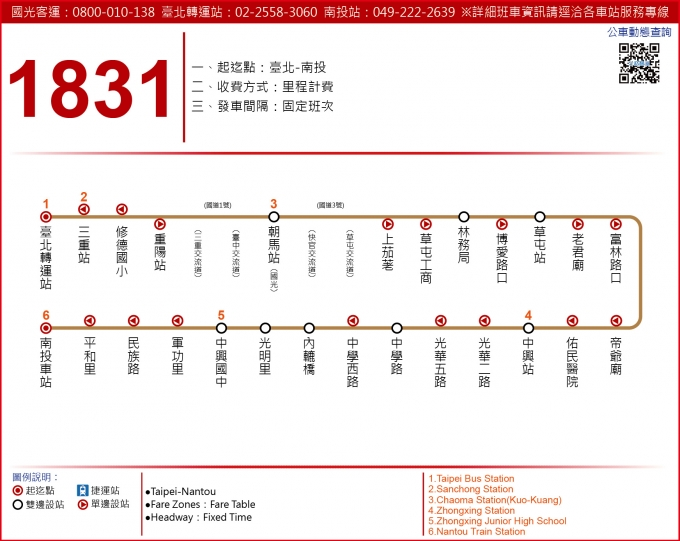 國光客運：0800-010-138 臺北轉運站：02-2558-3060 南投站：049-222-2639 ※詳細班車資訊請逕洽各車站服務專線
公車動態查詢
1831
一、起迄點：臺北-南投
二、收費方式：里程計費
三、發車間隔：固定班次
1
2
(國道1號)
3
(國道3號)
臺北轉運站
三重站
修德國小
重陽站
(三重交流道)
(臺中交流道)
朝馬站(國光)
(快官交流道)
(草屯交流道)
上茄荖
草屯工商
林務局
博愛路口
草屯站
老君廟
富林路口
6
5
4
南投車站
平和里
民族路
軍功里
中興國中
光明里
內轆橋
中學西路
中學路
光華五路
光華二路
中興站
佑民醫院
帝爺廟
圖例說明：
起迄點
捷運站
雙邊設站
單邊設站
●Taipei-Nantou
●Fare Zones：Fare Table
●Headway：Fixed Time
1.Taipei Bus Station
2.Sanchong Station
3.Chaoma Station(Kuo-Kuang)
4.Zhongxing Station
5.Zhongxing Junior High School
6.Nantou Train Station